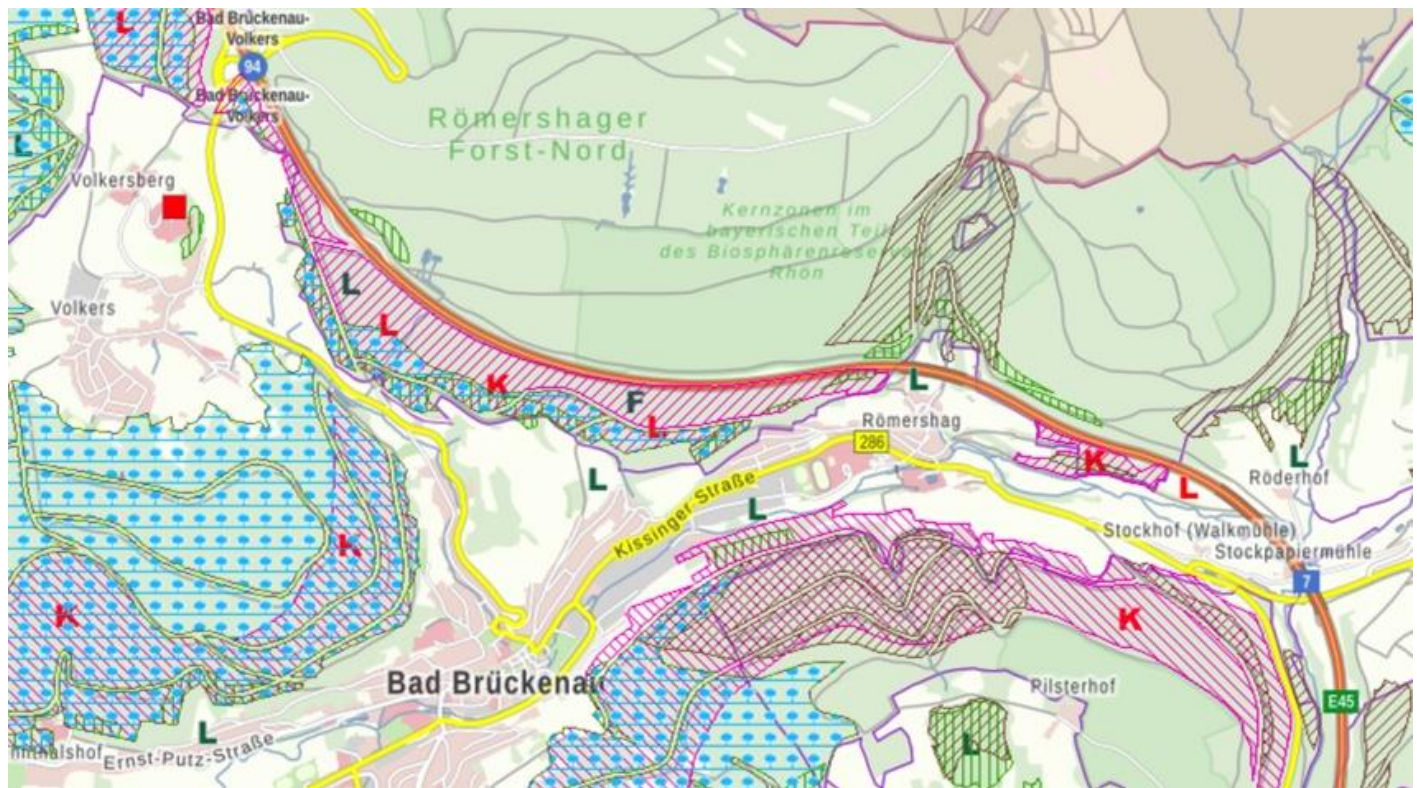 L
Bad Brückenau-
Volkers
94
Bad Brückenau-
Volkers
Römershager
Forst-Nord
L
Volkersberg
Kernzonen im
bayerischen Teil
des Biosphärenreservats
Rhön
L
Volkers
L
K
F
L
L
Römershag
286
K
L
L
Röderhof
L
L
Kissinger Straße
Stockhof (Walkmühle)
Stockpapiermühle
7
K
K
K
Bad Brückenau
Pilsterhof
E45
L
L
Ernst-Putz-Straße